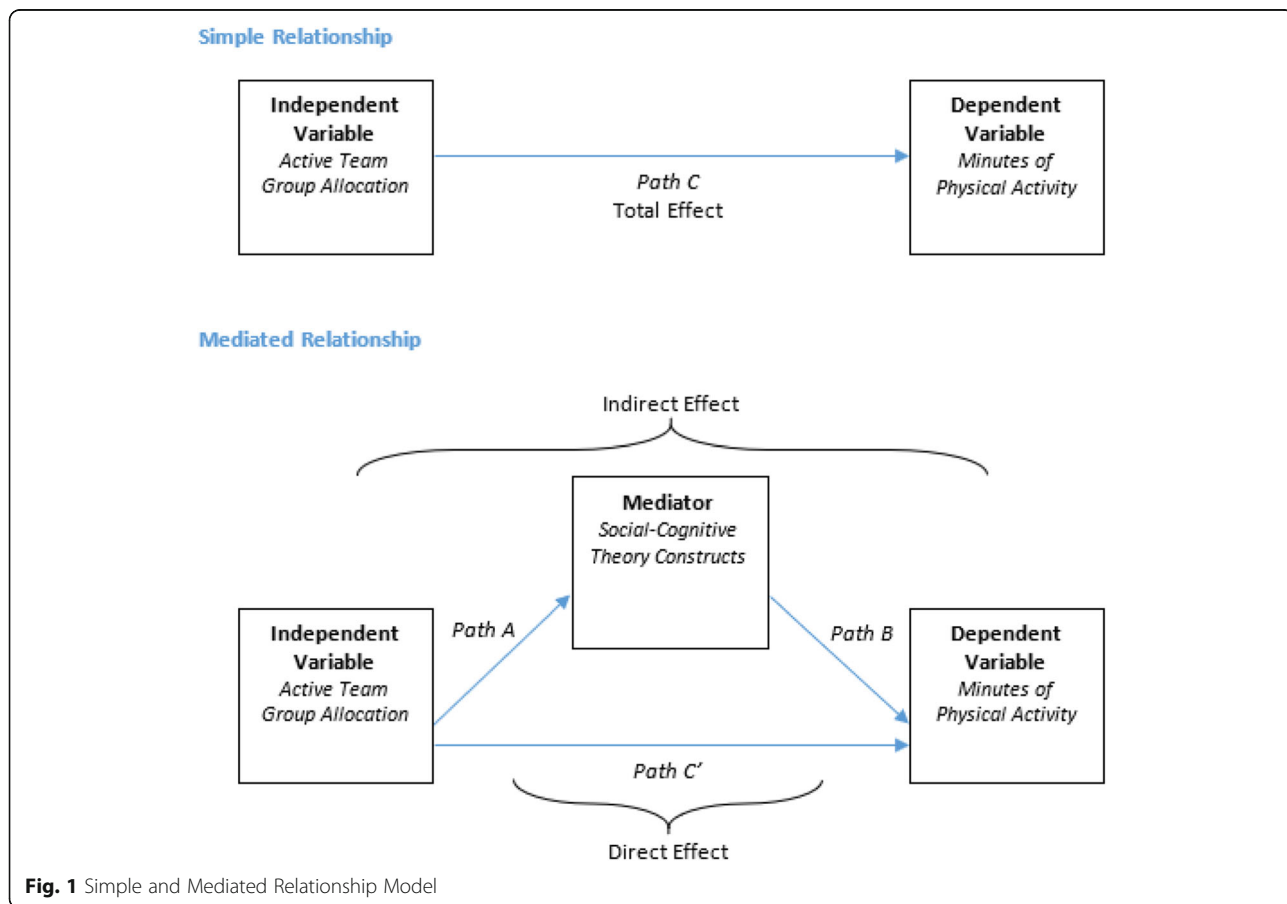 Simple Relationship
Independent
Variable
Active Team
Group Allocation
Path C
Total Effect
Dependent
Variable
Minutes of
Physical Activity
Mediated Relationship
Indirect Effect
Mediator
Social-Cognitive
Theory Constructs
Independent
Variable
Active Team
Group Allocation
Path A
Path B
Dependent
Variable
Minutes of
Physical Activity
Path C’
Direct Effect
Fig. 1 Simple and Mediated Relationship Model